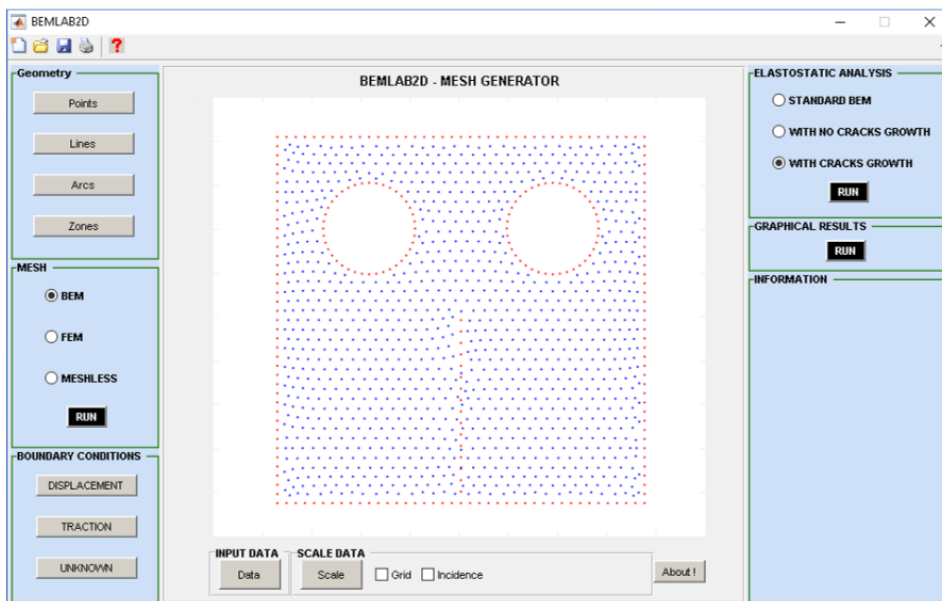 BEMLAB2D
?
Geometry
Points
Lines
Arcs
Zones
MESH
BEM
FEM
MESHLESS
RUN
BOUNDARY CONDITIONS
DISPLACEMENT
TRACTION
UNKNOWN
BEMLAB2D - MESH GENERATOR
INPUT DATA
Data
SCALE DATA
Scale
Grid
Incidence
About !
ELASTOSTATIC ANALYSIS
STANDARD BEM
WITH NO CRACKS GROWTH
WITH CRACKS GROWTH
RUN
GRAPHICAL RESULTS
RUN
INFORMATION